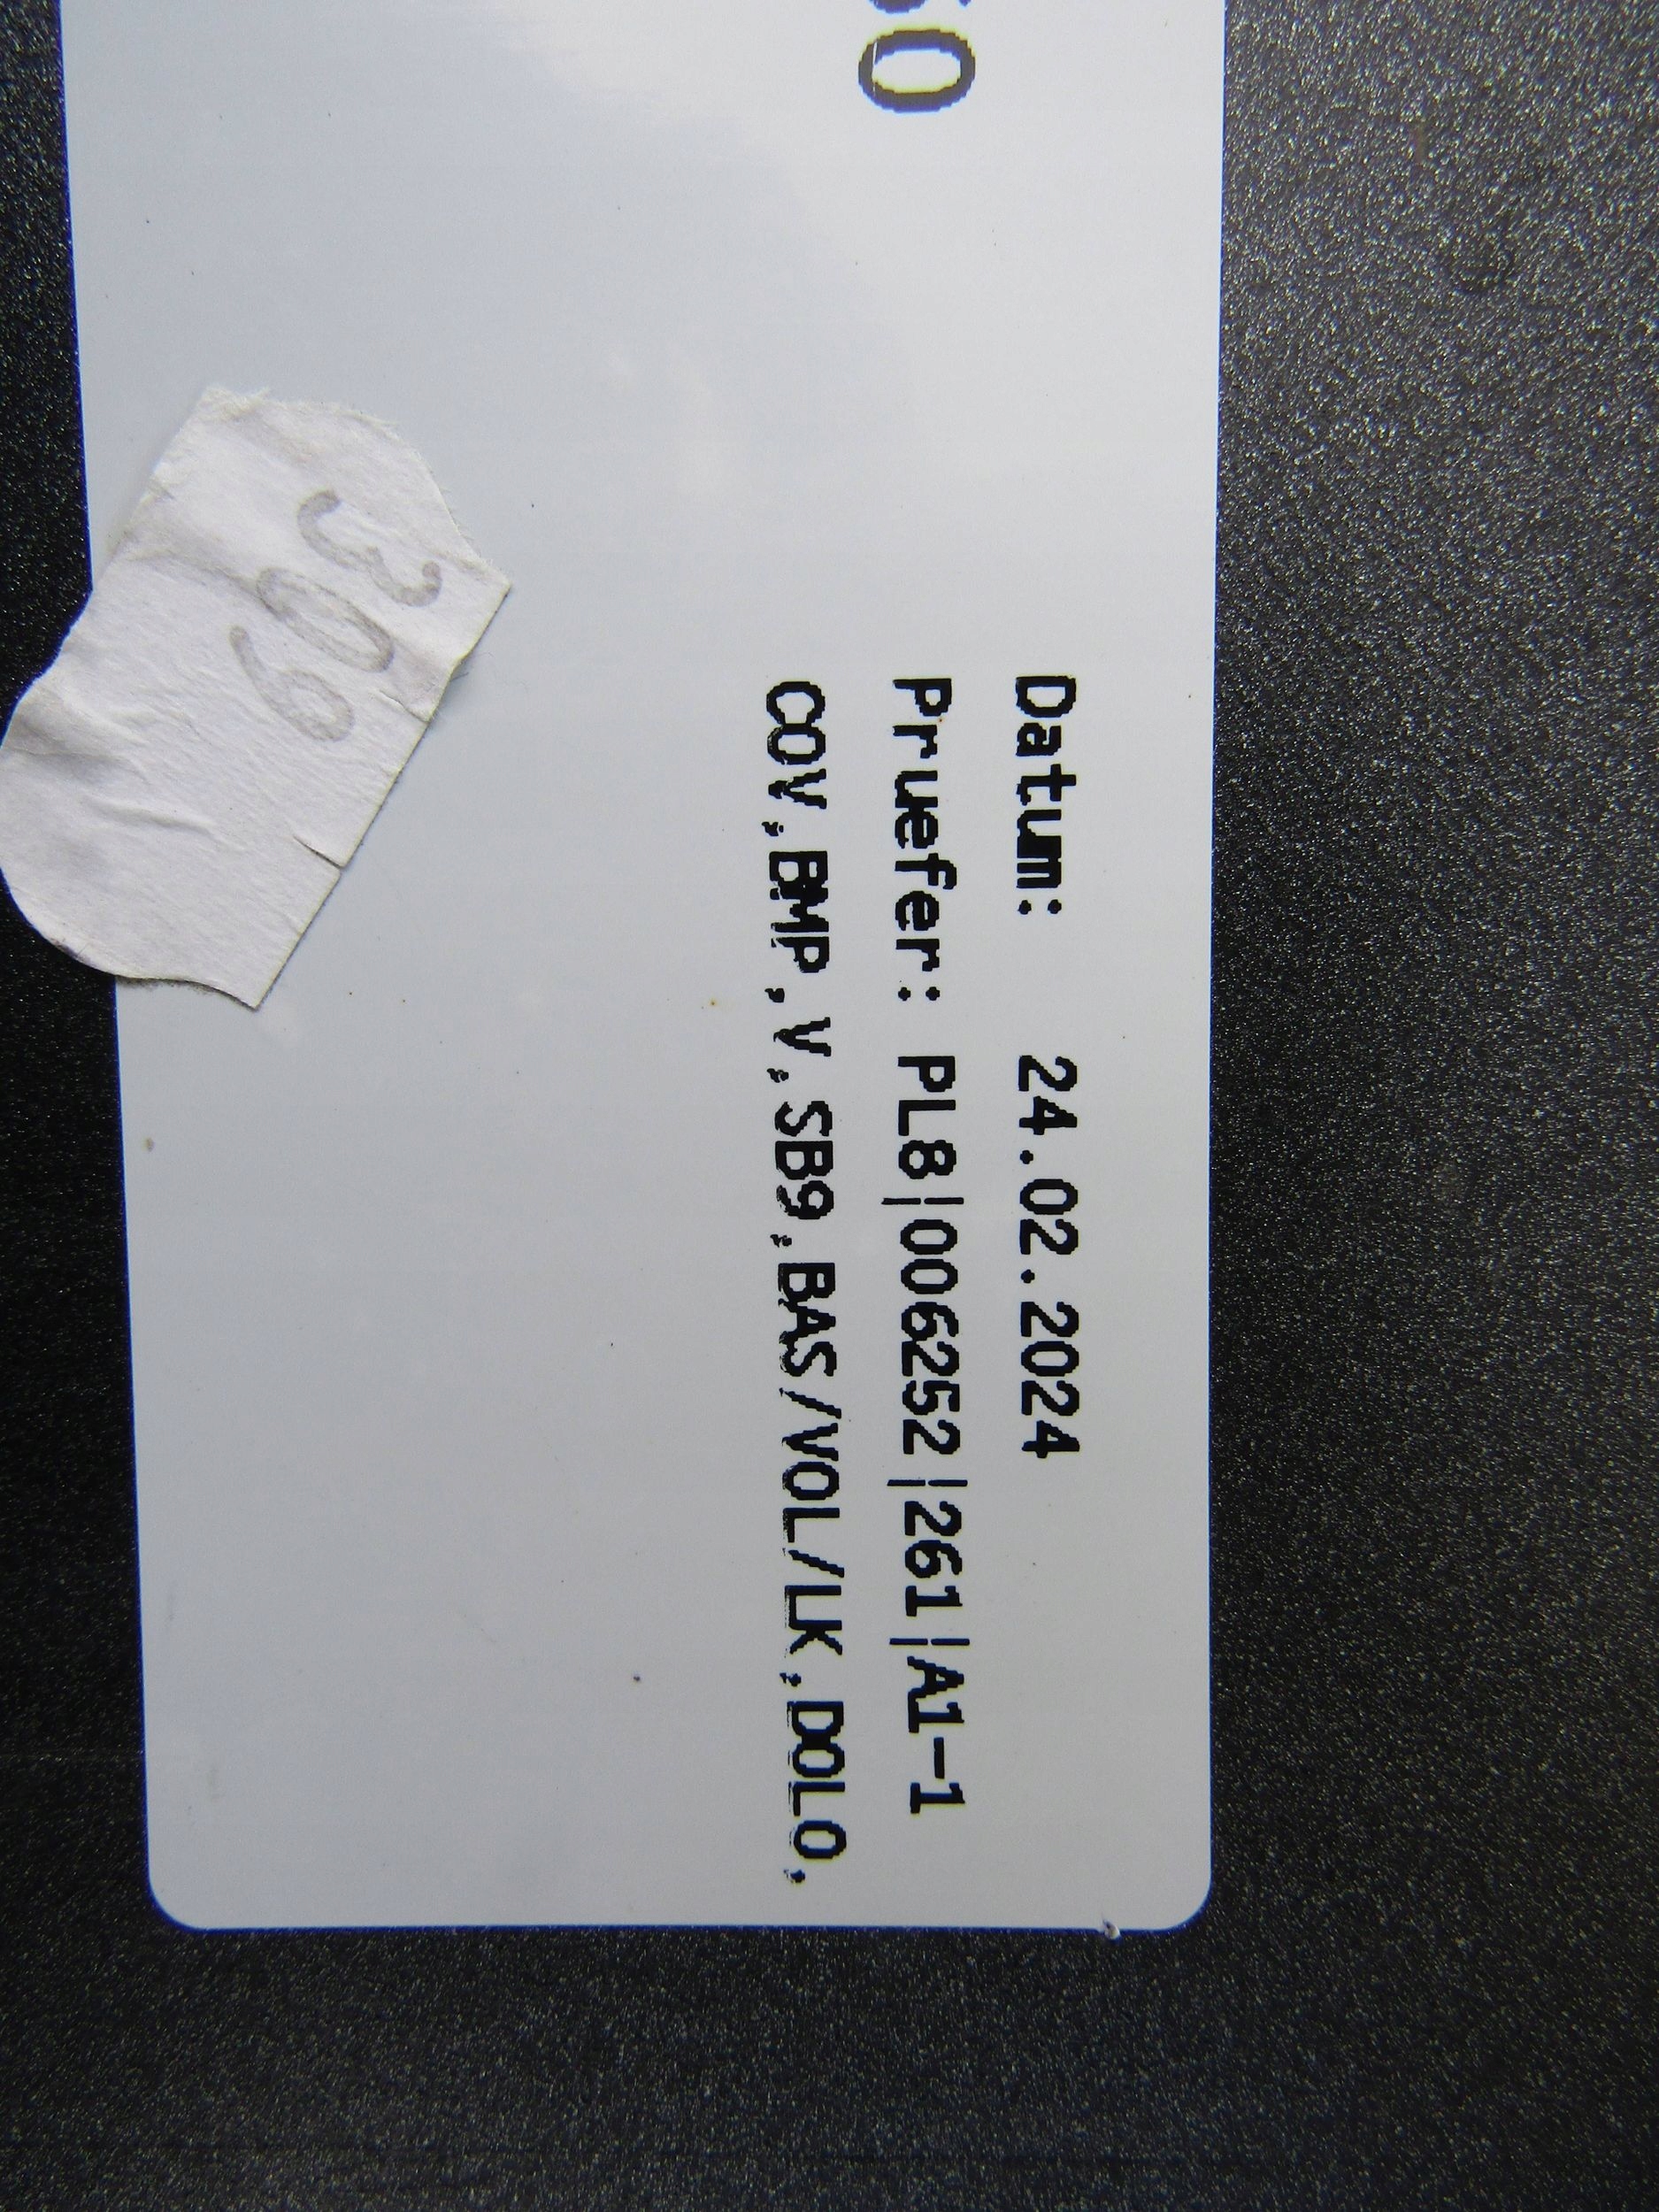 Datum: 24.02.2024
Pruefer: PL8|006252|261|A1-1
COV,BMP,V,SB9,BAS/VOL/LK,DOLO,
309